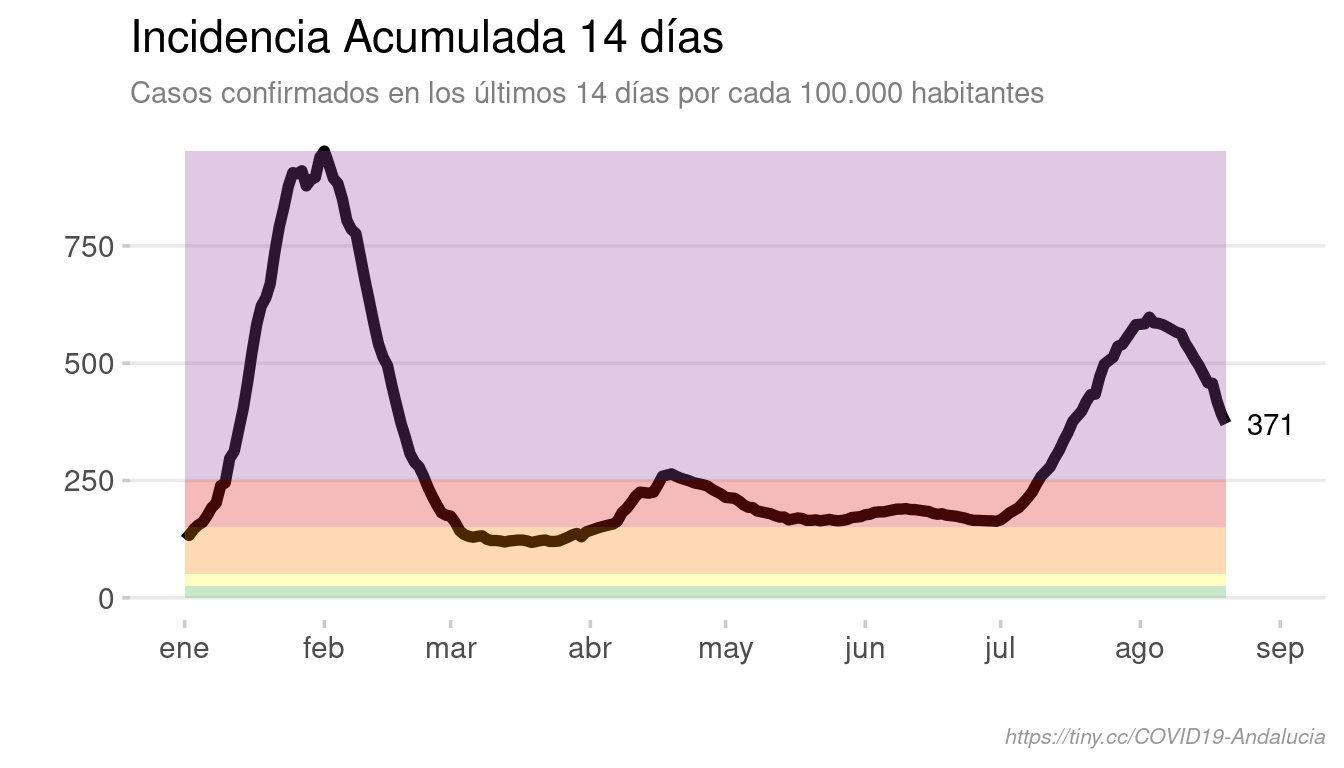 Incidencia Acumulada 14 días
Casos confirmados en los últimos 14 días por cada 100.000 habitantes
750
500
371
250
0
ene feb mar abr may jun jul ago sep
https://tiny.cc/COVID19-Andalucia